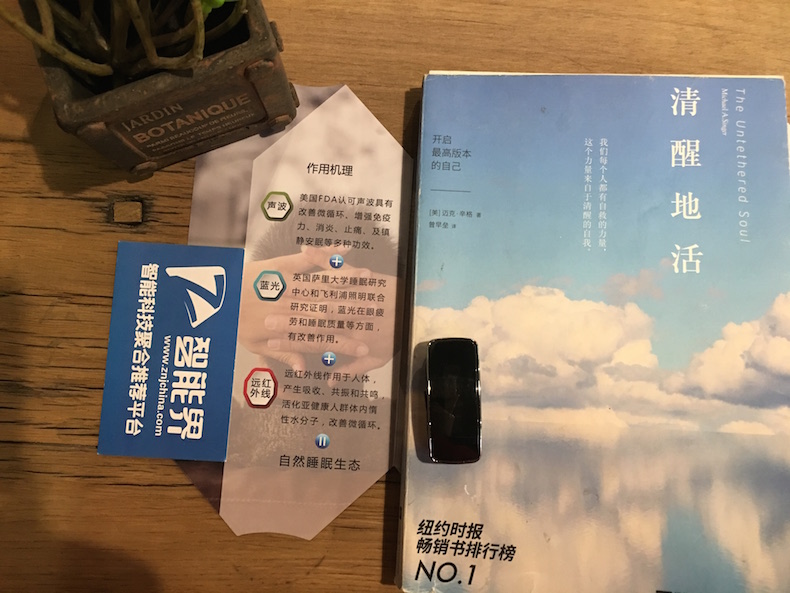 JARDIN
BOTANIQUE
作用机理
声波
美国FDA认可声波具有
改善微循环、增强免疫
力、消炎、止痛、及镇
静安眠等多种功效。
蓝光
英国萨里大学睡眠研究
中心和飞利浦照明联合
研究证明，蓝光在眼疲
劳和睡眠质量等方面，
有改善作用。
远红
外线
远红外线作用于人体，
产生吸收、共振和共鸣，
活化亚健康人群体内惰
性水分子，改善微循环。
自然睡眠生态
智能界
www.znjchina.com
智能科技聚合推荐平台
清醒地活
The Untethered Soul
Michael A.Singer
我们每个人都有自救的力量，
这个力量来自于清醒的自我。
开启
最高版本
的自己
[美] 迈克·辛格 著
译
纽约时报
畅销书排行榜
NO.1